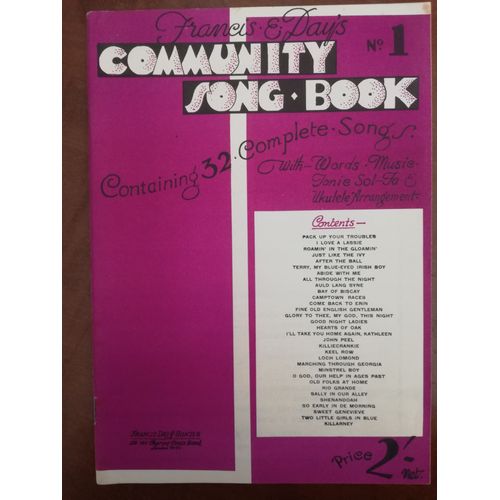 Francis & Day's
COMMUNITY
SONG · BOOK
No. 1
Containing 32 Complete Songs.
With Words · Music
Tonic Sol-Fa &
Ukulele Arrangement
Contents —
PACK UP YOUR TROUBLES
I LOVE A LASSIE
ROAMIN' IN THE GLOAMIN'
JUST LIKE THE IVY
AFTER THE BALL
TERRY, MY BLUE-EYED IRISH BOY
ABIDE WITH ME
ALL THROUGH THE NIGHT
AULD LANG SYNE
BAY OF BISCAY
CAMPTOWN RACES
COME BACK TO ERIN
FINE OLD ENGLISH GENTLEMAN
GLORY TO THEE, MY GOD, THIS NIGHT
GOOD NIGHT LADIES
HEARTS OF OAK
I'LL TAKE YOU HOME AGAIN, KATHLEEN
JOHN PEEL
KILLIECRANKIE
KEEL ROW
LOCH LOMOND
MARCHING THROUGH GEORGIA
MINSTREL BOY
O GOD, OUR HELP IN AGES PAST
OLD FOLKS AT HOME
RIO GRANDE
SALLY IN OUR ALLEY
SHENANDOAH
SO EARLY IN DE MORNING
SWEET GENEVIEVE
TWO LITTLE GIRLS IN BLUE
KILLARNEY
FRANCIS DAY & HUNTER
Charing Cross Road
London
Price 2/- Net.